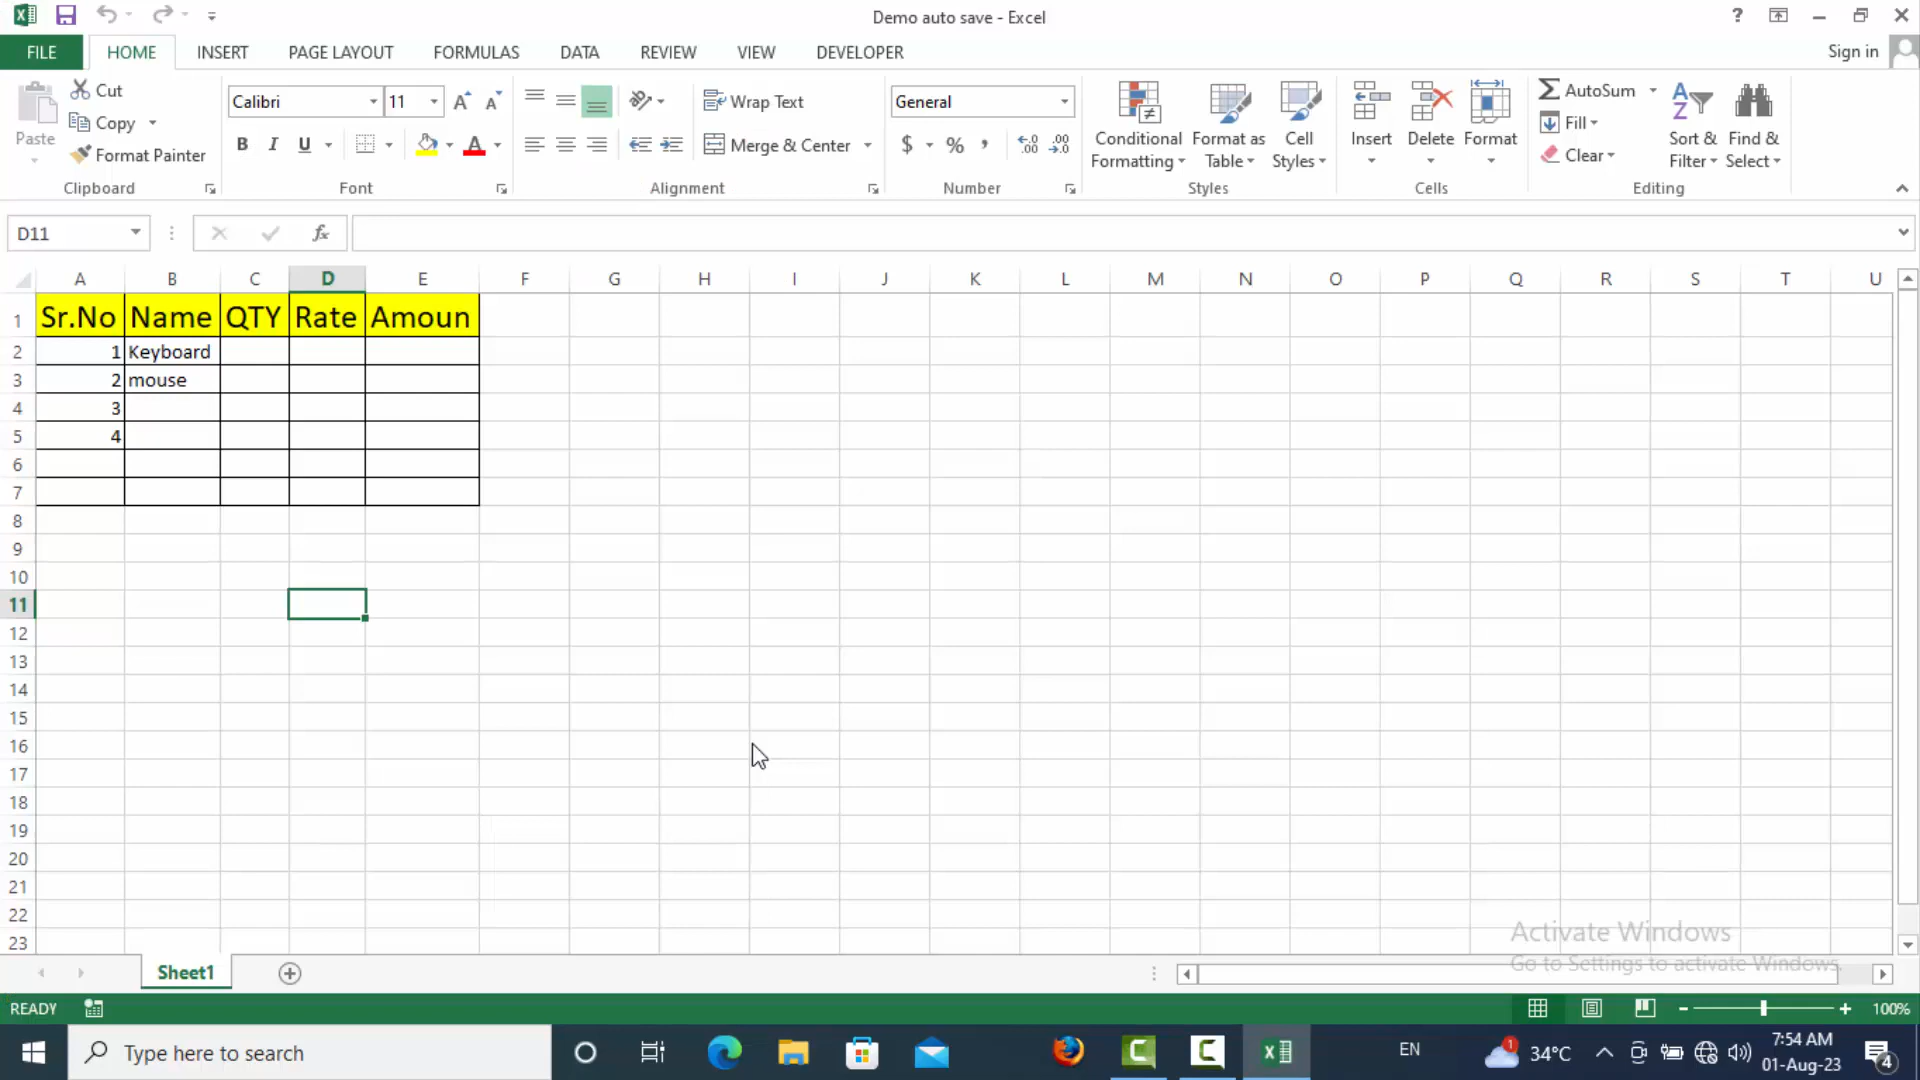 Demo auto save - Excel
?
FILE HOME INSERT PAGE LAYOUT FORMULAS DATA REVIEW VIEW DEVELOPER Sign in
Paste
Cut
Copy
Format Painter
Clipboard
Calibri 11
B I U
Font
Wrap Text
Merge & Center
Alignment
General
$ % ,
Number
Conditional Formatting
Format as Table
Cell Styles
Styles
Insert
Delete
Format
Cells
AutoSum
Fill
Clear
Sort & Filter
Find & Select
Editing
D11
fx
A B C D E F G H I J K L M N O P Q R S T U
1 Sr.No Name QTY Rate Amoun
2 1 Keyboard
3 2 mouse
4 3
5 4
6
7
8
9
10
11
12
13
14
15
16
17
18
19
20
21
22
23
Activate Windows
Go to Settings to activate Windows.
Sheet1
READY
100%
Type here to search
EN
1
34°C
7:54 AM
01-Aug-23
4